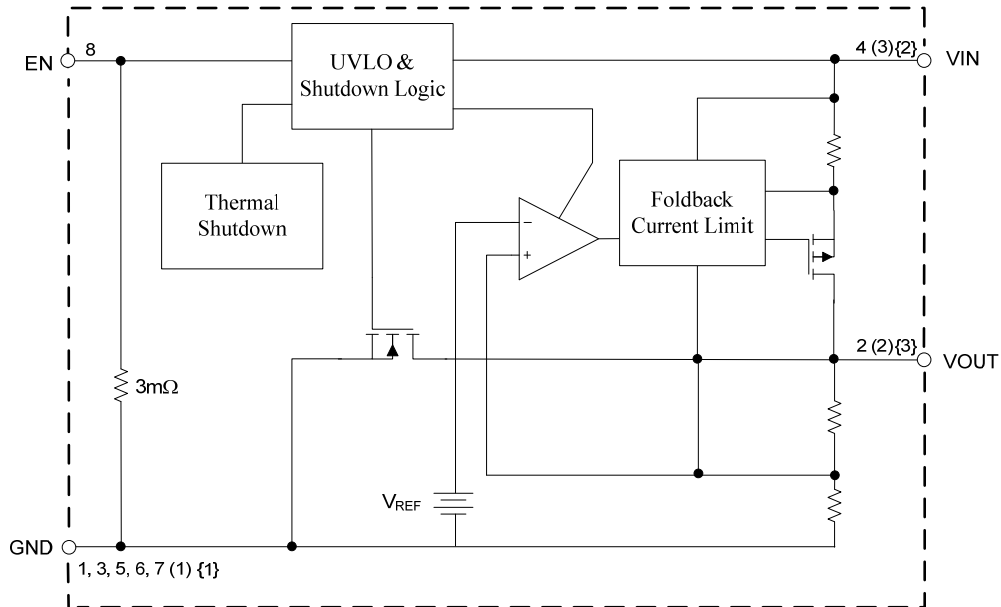 EN
8
UVLO &
Shutdown Logic
4 (3){2}
VIN
Thermal
Shutdown
Foldback
Current Limit
−
+
2 (2){3}
VOUT
3mΩ
VREF
GND
1, 3, 5, 6, 7 (1) {1}